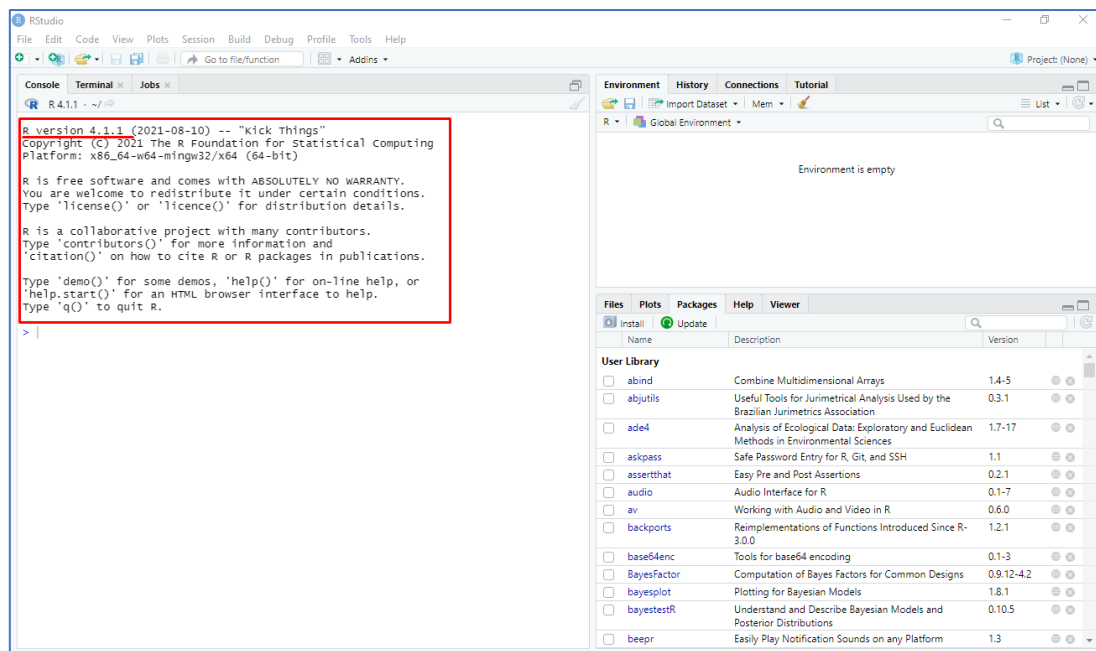 RStudio
File Edit Code View Plots Session Build Debug Profile Tools Help
Go to file/function Addins Project: (None)
Console Terminal Jobs
R 4.1.1 · ~/
R version 4.1.1 (2021-08-10) -- "Kick Things"
Copyright (C) 2021 The R Foundation for Statistical Computing
Platform: x86_64-w64-mingw32/x64 (64-bit)
R is free software and comes with ABSOLUTELY NO WARRANTY.
You are welcome to redistribute it under certain conditions.
Type 'license()' or 'licence()' for distribution details.
R is a collaborative project with many contributors.
Type 'contributors()' for more information and
'citation()' on how to cite R or R packages in publications.
Type 'demo()' for some demos, 'help()' for on-line help, or
'help.start()' for an HTML browser interface to help.
Type 'q()' to quit R.
>
Environment History Connections Tutorial
Import Dataset Mem List
R Global Environment
Environment is empty
Files Plots Packages Help Viewer
Install Update
Name Description Version
User Library
abind Combine Multidimensional Arrays 1.4-5
abjutils Useful Tools for Jurimetrical Analysis Used by the 0.3.1
Brazilian Jurimetrics Association
ade4 Analysis of Ecological Data: Exploratory and Euclidean 1.7-17
Methods in Environmental Sciences
askpass Safe Password Entry for R, Git, and SSH 1.1
assertthat Easy Pre and Post Assertions 0.2.1
audio Audio Interface for R 0.1-7
av Working with Audio and Video in R 0.6.0
backports Reimplementations of Functions Introduced Since R- 1.2.1
3.0.0
base64enc Tools for base64 encoding 0.1-3
BayesFactor Computation of Bayes Factors for Common Designs 0.9.12-4.2
bayesplot Plotting for Bayesian Models 1.8.1
bayestestR Understand and Describe Bayesian Models and 0.10.5
Posterior Distributions
beepr Easily Play Notification Sounds on any Platform 1.3